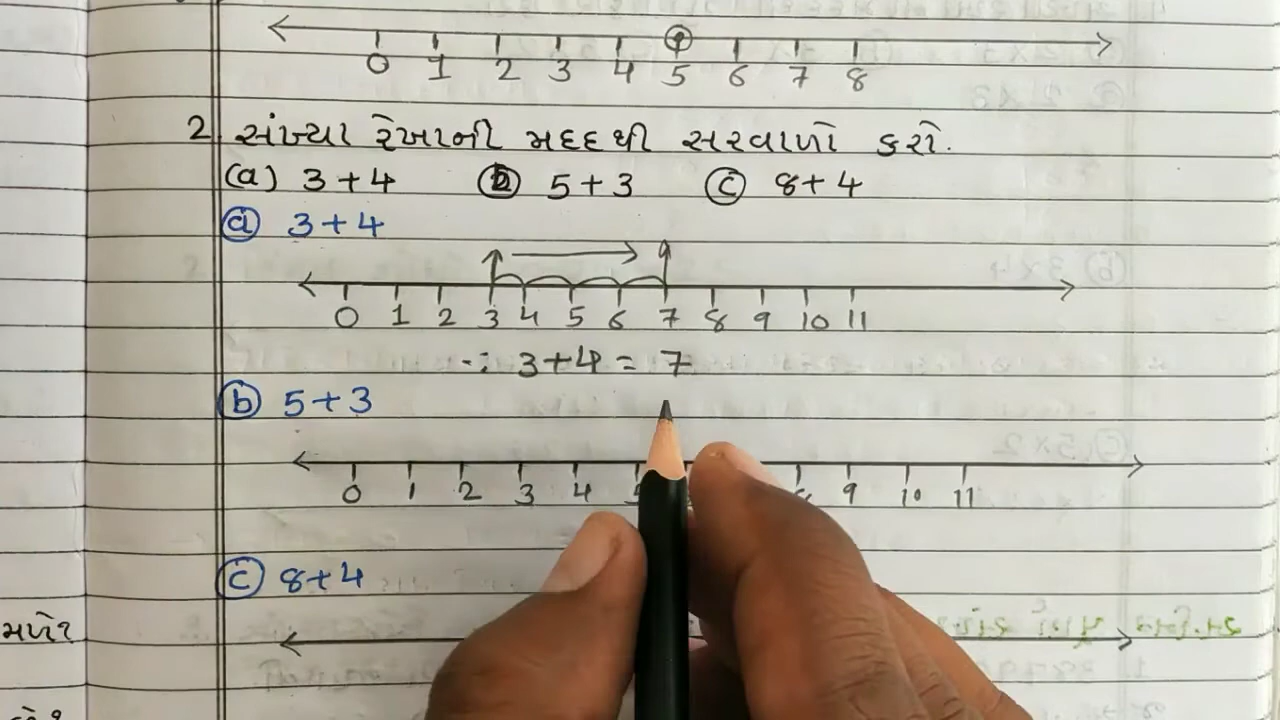 0 1 2 3 4 5 6 7 8
2 સંખ્યા રેખાની મદદથી સરવાળો કરો.
(a) 3+4 (b) 5+3 (c) 8+4
(a) 3+4
0 1 2 3 4 5 6 7 8 9 10 11
∴ 3+4 = 7
(b) 5+3
0 1 2 3 4 9 10 11
(c) 8+4